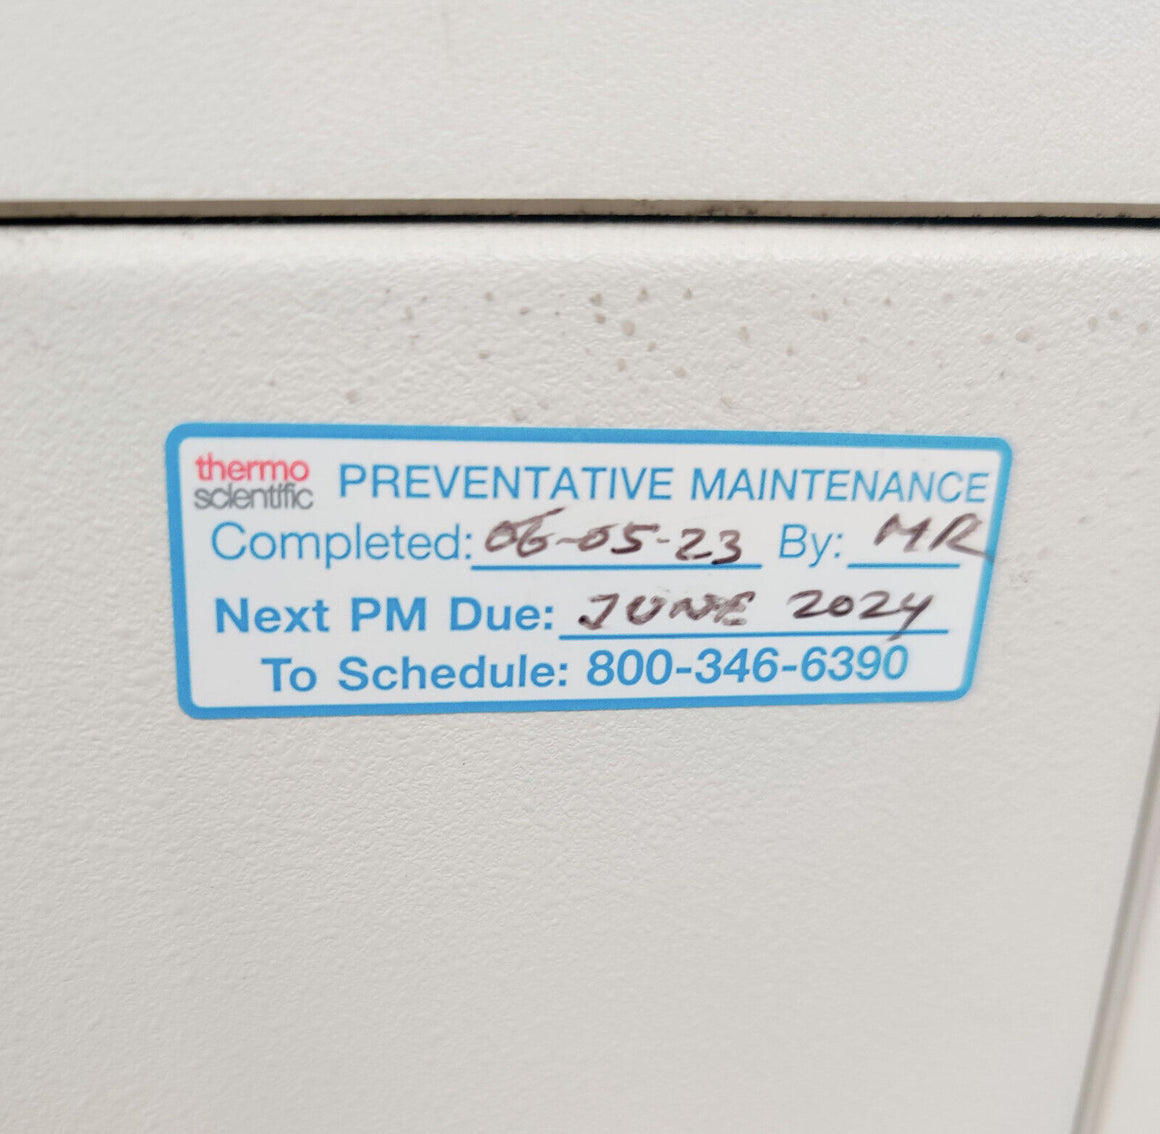 thermo
scientific
PREVENTATIVE MAINTENANCE
Completed: 06-05-23 By: MR
Next PM Due: JUNE 2024
To Schedule: 800-346-6390